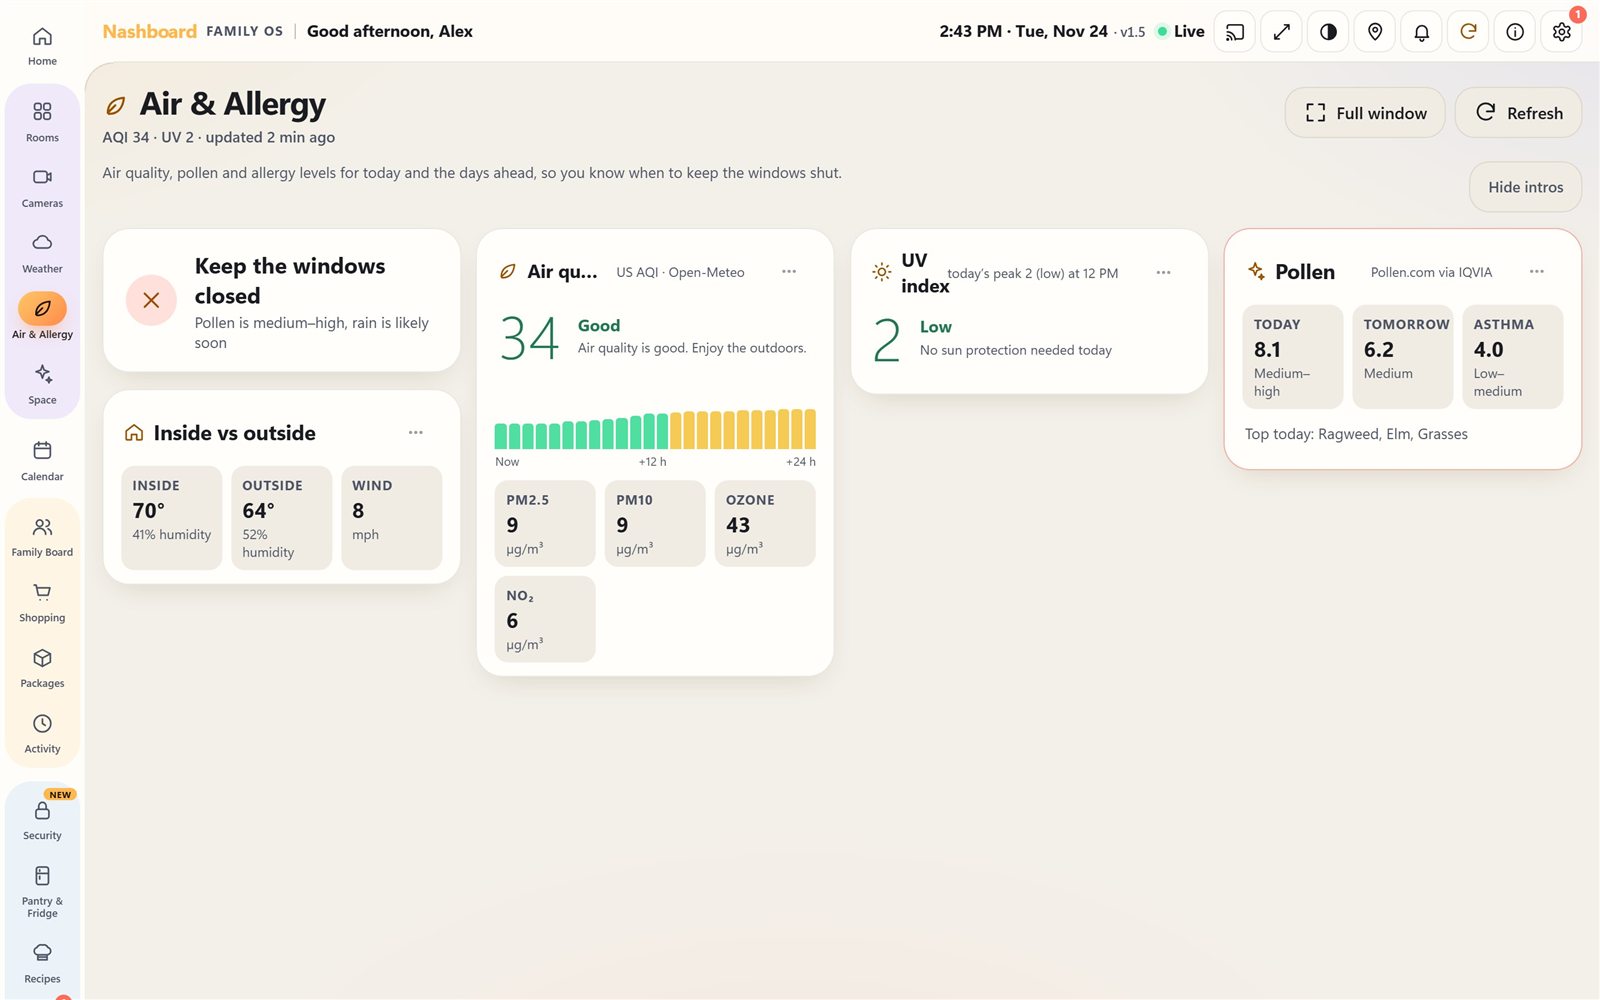 Nashboard FAMILY OS Good afternoon, Alex
2:43 PM · Tue, Nov 24 · v1.5 Live
1
Home
Rooms
Cameras
Weather
Air & Allergy
Space
Calendar
Family Board
Shopping
Packages
Activity
NEW
Security
Pantry &
Fridge
Recipes
Air & Allergy
AQI 34 · UV 2 · updated 2 min ago
Full window
Refresh
Air quality, pollen and allergy levels for today and the days ahead, so you know when to keep the windows shut.
Hide intros
Keep the windows
closed
Pollen is medium–high, rain is likely
soon
Inside vs outside
INSIDE
70°
41% humidity
OUTSIDE
64°
52%
humidity
WIND
8
mph
Air qu... US AQI · Open-Meteo
34
Good
Air quality is good. Enjoy the outdoors.
Now +12 h +24 h
PM2.5
9
µg/m³
PM10
9
µg/m³
OZONE
43
µg/m³
NO₂
6
µg/m³
UV
index
today's peak 2 (low) at 12 PM
2
Low
No sun protection needed today
Pollen
Pollen.com via IQVIA
TODAY
8.1
Medium–
high
TOMORROW
6.2
Medium
ASTHMA
4.0
Low–
medium
Top today: Ragweed, Elm, Grasses